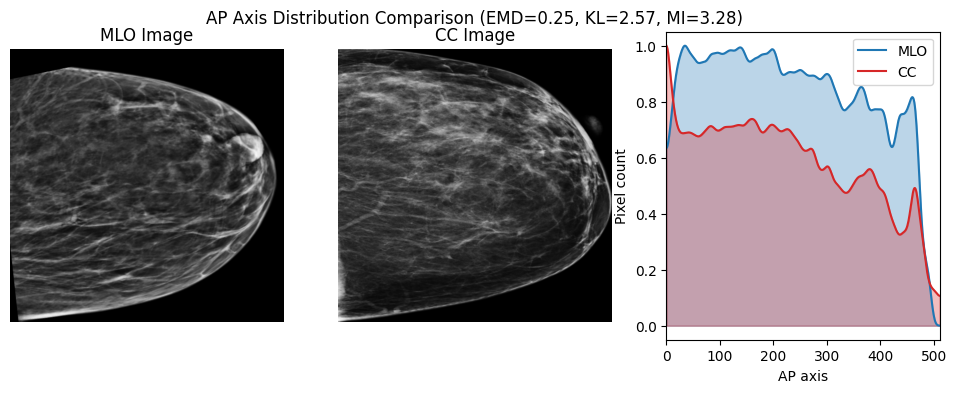 AP Axis Distribution Comparison (EMD=0.25, KL=2.57, MI=3.28)
MLO Image
CC Image
MLO
CC
1.0
0.8
0.6
0.4
0.2
0.0
Pixel count
0
100
200
300
400
500
AP axis